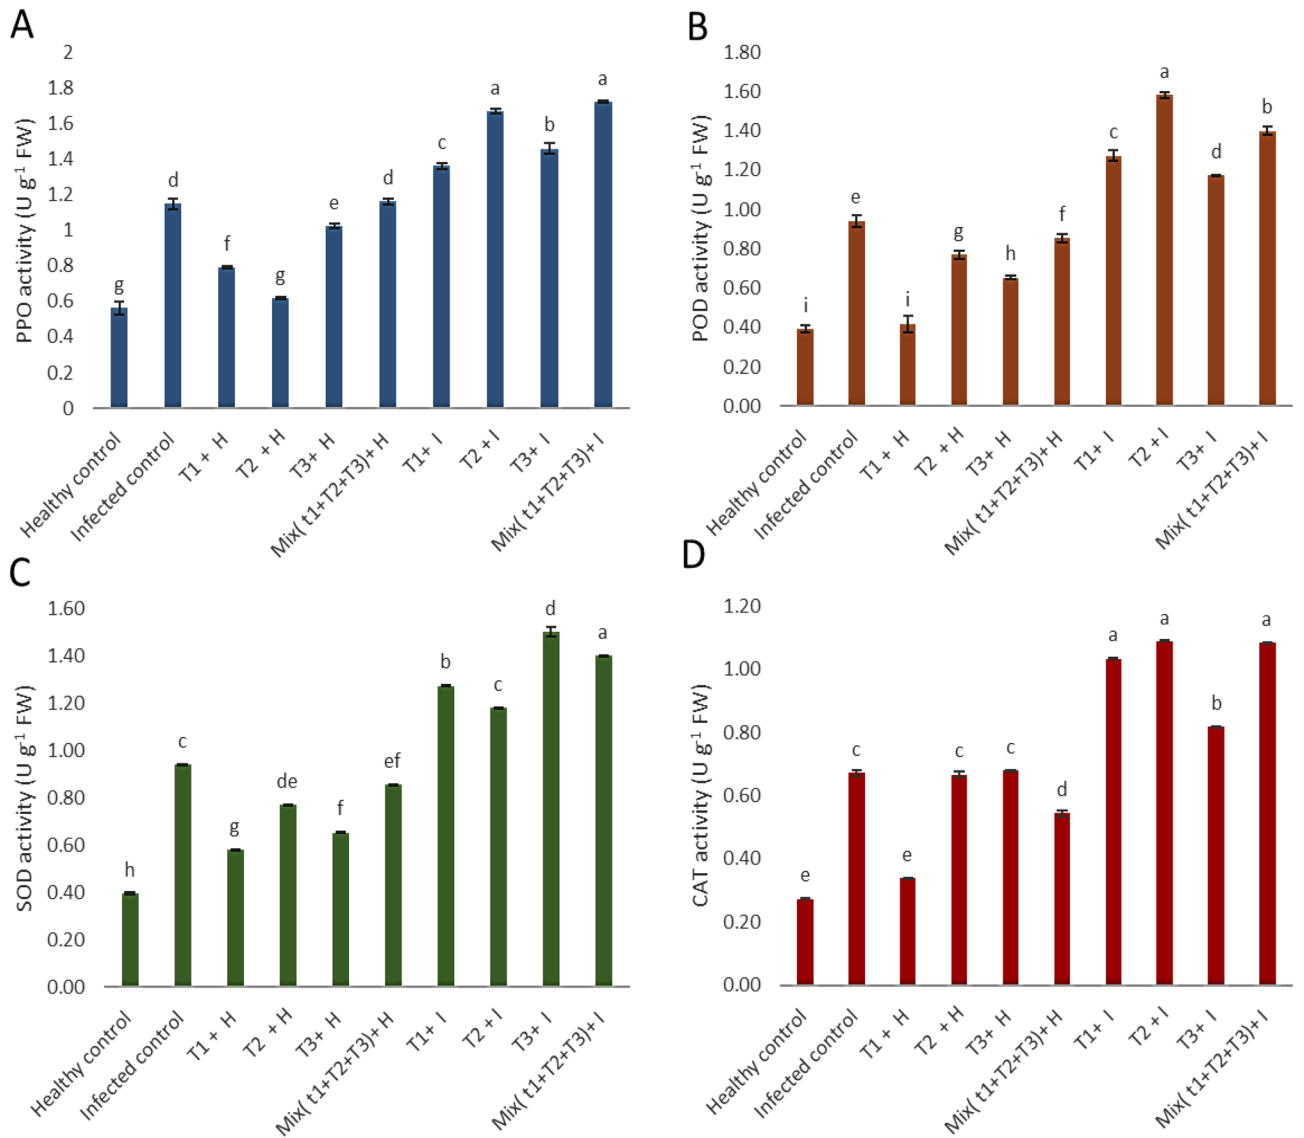 A
PPO activity (U g-1 FW)
2
1.8
1.6
1.4
1.2
1
0.8
0.6
0.4
0.2
0
g
d
f
g
e
d
c
a
b
a
Healthy control
Infected control
T1 + H
T2 + H
T3+ H
Mix( t1+T2+T3)+ H
T1+ I
T2 + I
T3+ I
Mix( t1+T2+T3)+ I
B
POD activity (U g-1 FW)
1.80
1.60
1.40
1.20
1.00
0.80
0.60
0.40
0.20
0.00
i
e
i
g
h
f
c
a
d
b
Healthy control
Infected control
T1 + H
T2 + H
T3+ H
Mix( t1+T2+T3)+ H
T1+ I
T2 + I
T3+ I
Mix( t1+T2+T3)+ I
C
SOD activity (U g-1 FW)
1.60
1.40
1.20
1.00
0.80
0.60
0.40
0.20
0.00
h
c
g
de
f
ef
b
c
d
a
Healthy control
Infected control
T1 + H
T2 + H
T3+ H
Mix( t1+T2+T3)+ H
T1+ I
T2 + I
T3+ I
Mix( t1+T2+T3)+ I
D
CAT activity (U g-1 FW)
1.20
1.00
0.80
0.60
0.40
0.20
0.00
e
c
e
c
c
d
a
a
b
a
Healthy control
Infected control
T1 + H
T2 + H
T3+ H
Mix( t1+T2+T3)+ H
T1+ I
T2 + I
T3+ I
Mix( t1+T2+T3)+ I